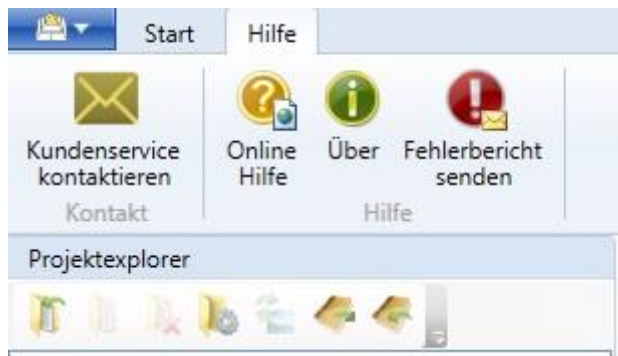 Start Hilfe
Kundenservice
kontaktieren
Online
Hilfe
Über
Fehlerbericht
senden
Kontakt
Hilfe
Projektexplorer